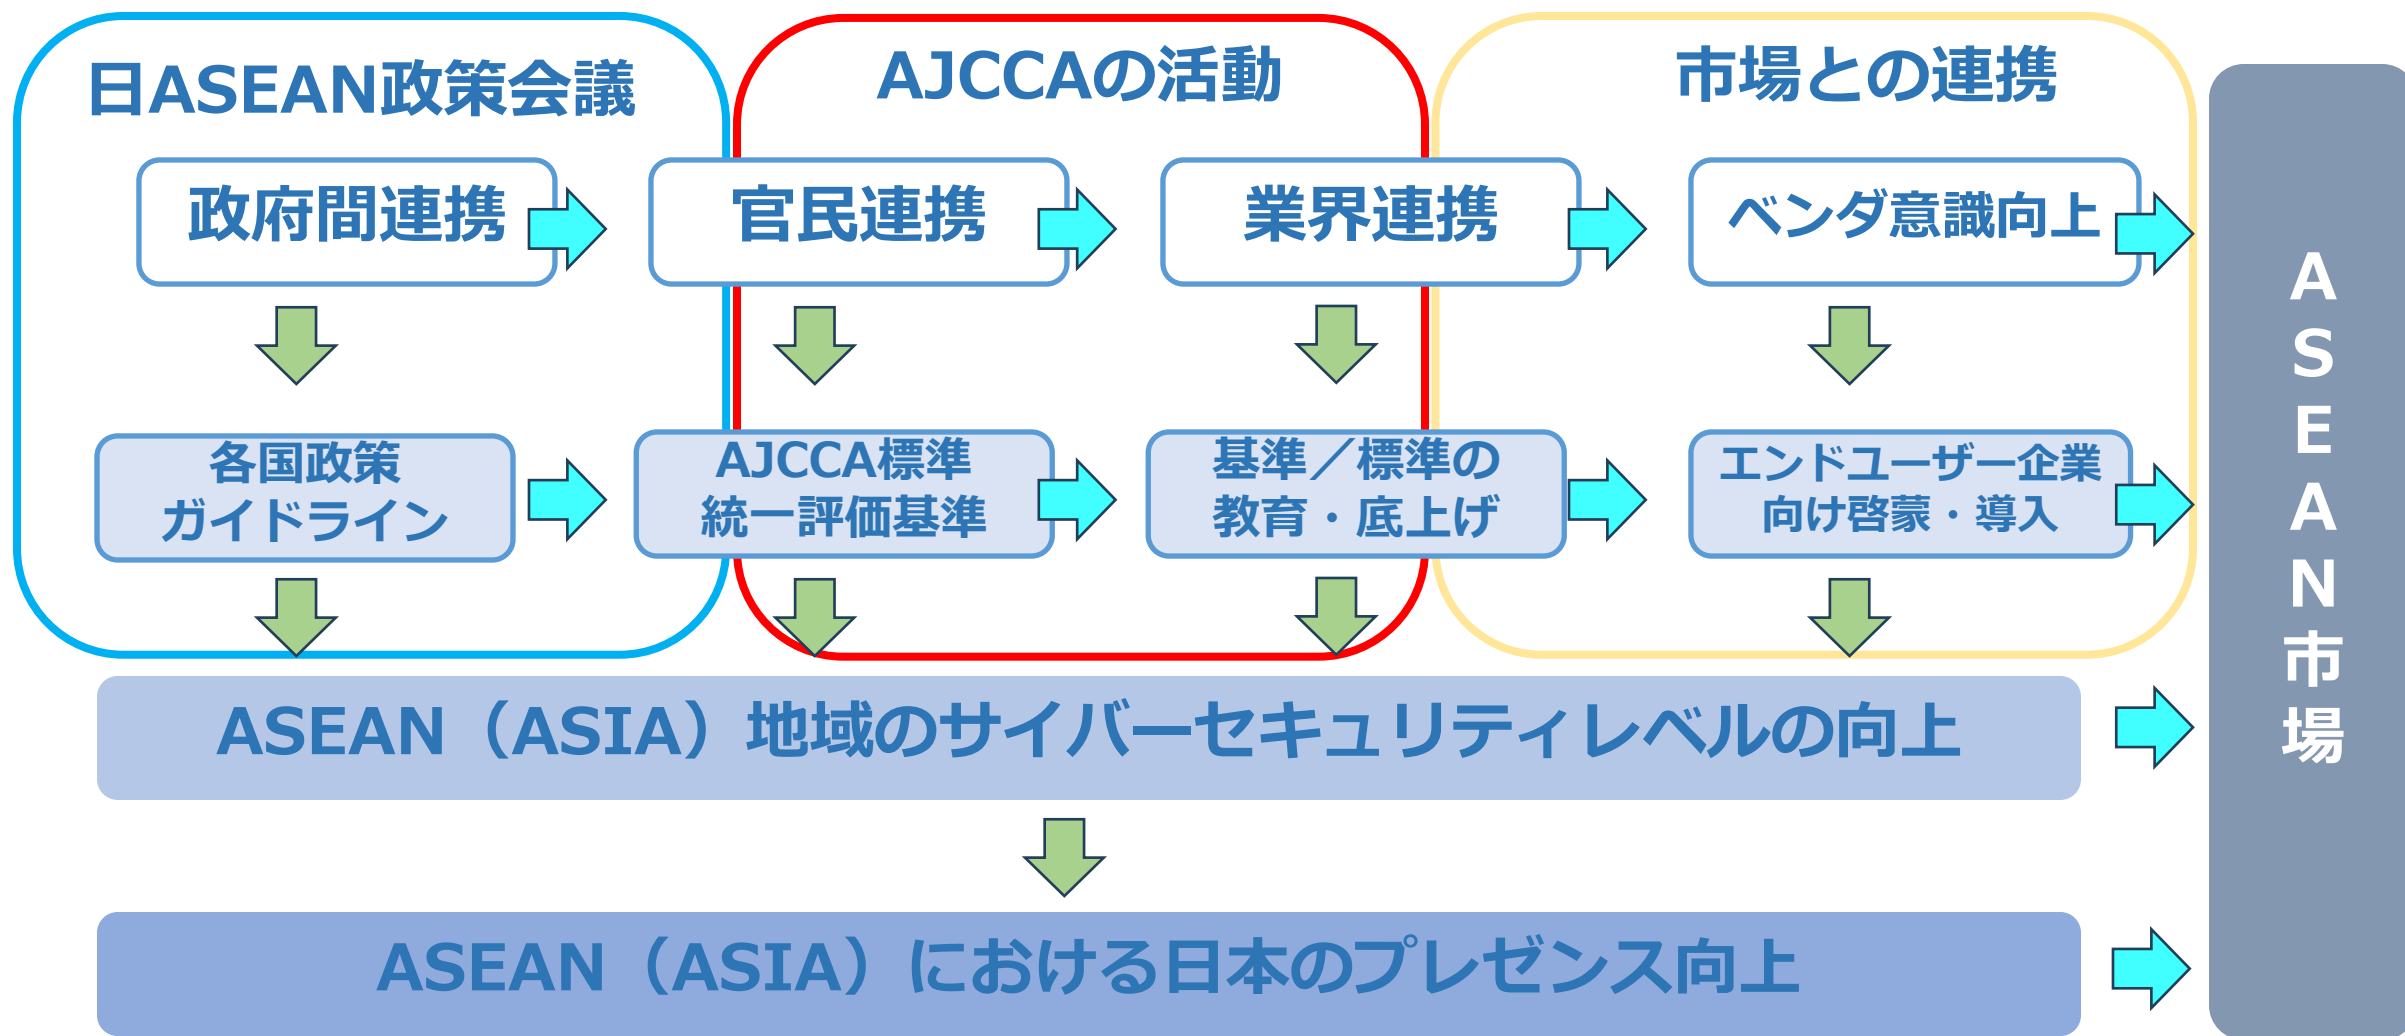 日ASEAN政策会議
AJCCAの活動
市場との連携
政府間連携
官民連携
業界連携
ベンダ意識向上
各国政策
ガイドライン
AJCCA標準
統一評価基準
基準／標準の
教育・底上げ
エンドユーザー企業
向け啓蒙・導入
ASEAN（ASIA）地域のサイバーセキュリティレベルの向上
ASEAN（ASIA）における日本のプレゼンス向上
ASEAN市場